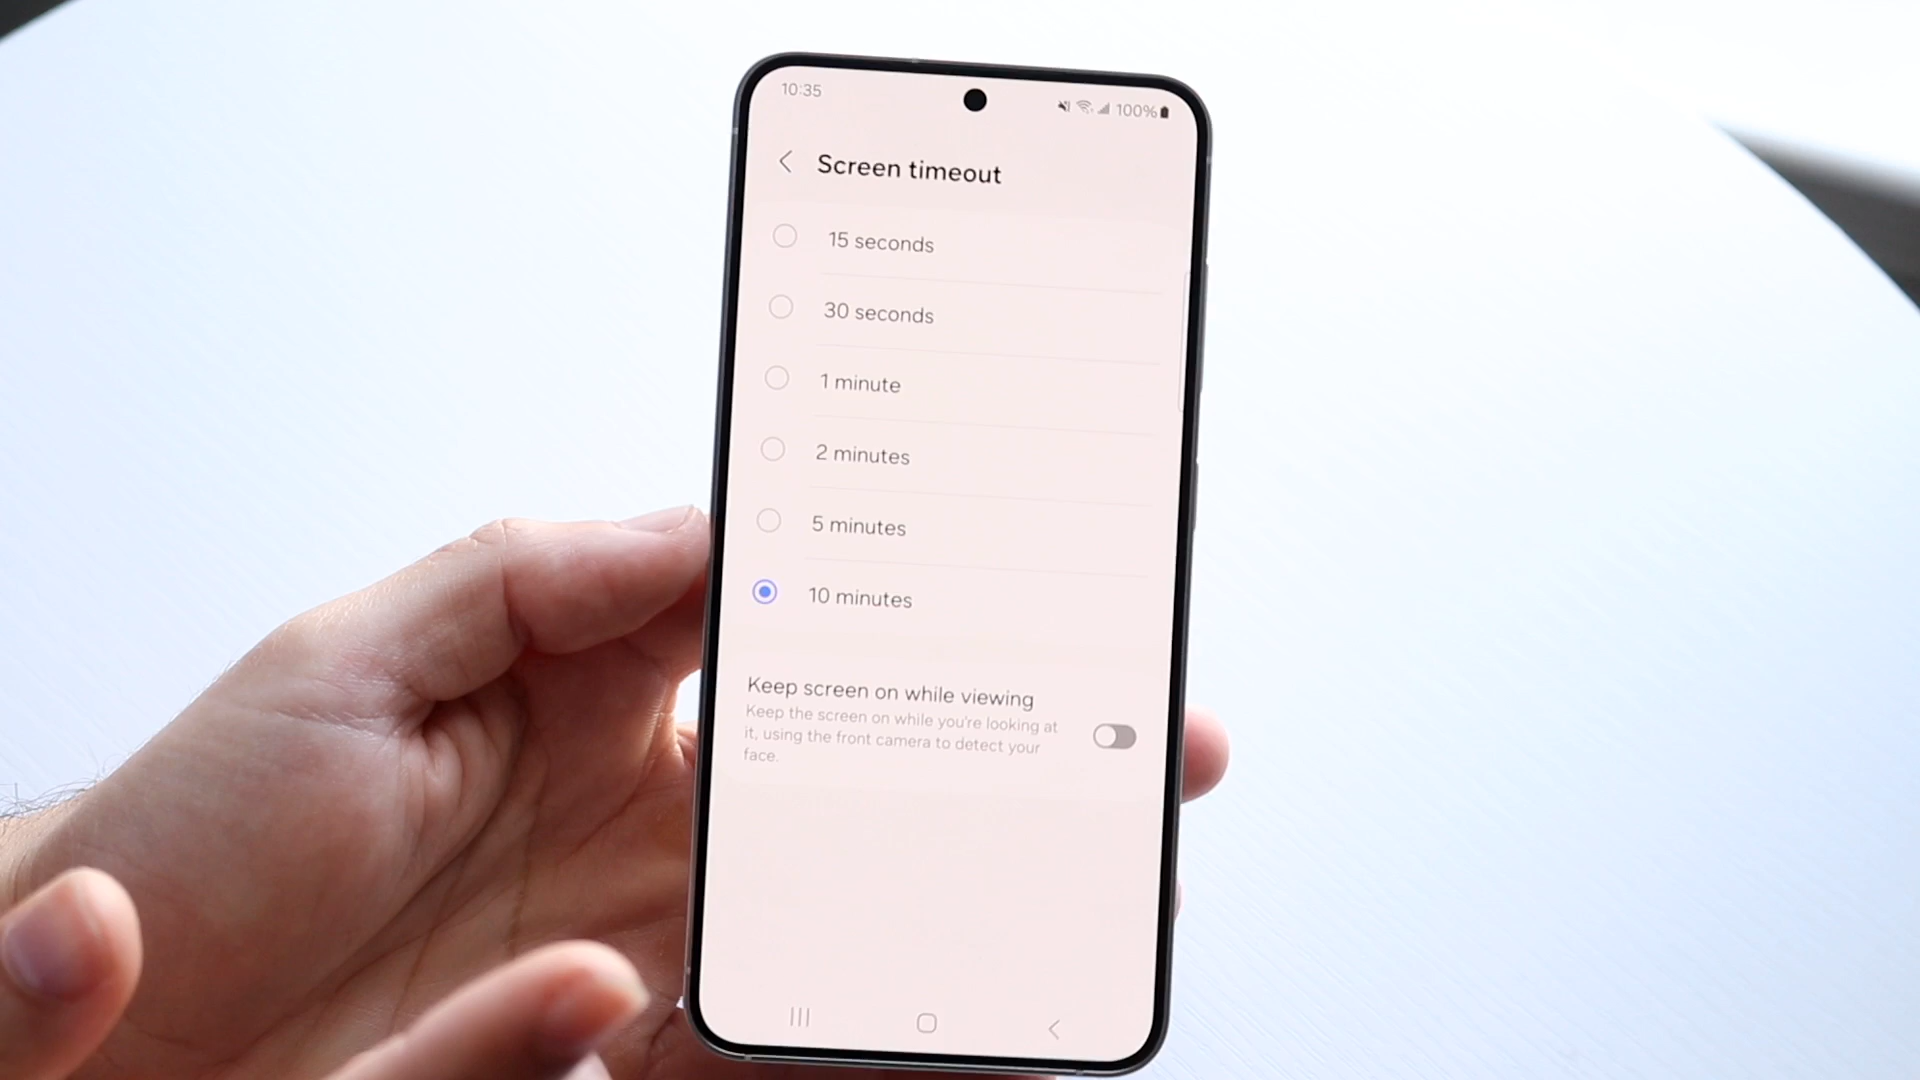 10:35
100%
Screen timeout
15 seconds
30 seconds
1 minute
2 minutes
5 minutes
10 minutes
Keep screen on while viewing
Keep the screen on while you're looking at
it, using the front camera to detect your
face.